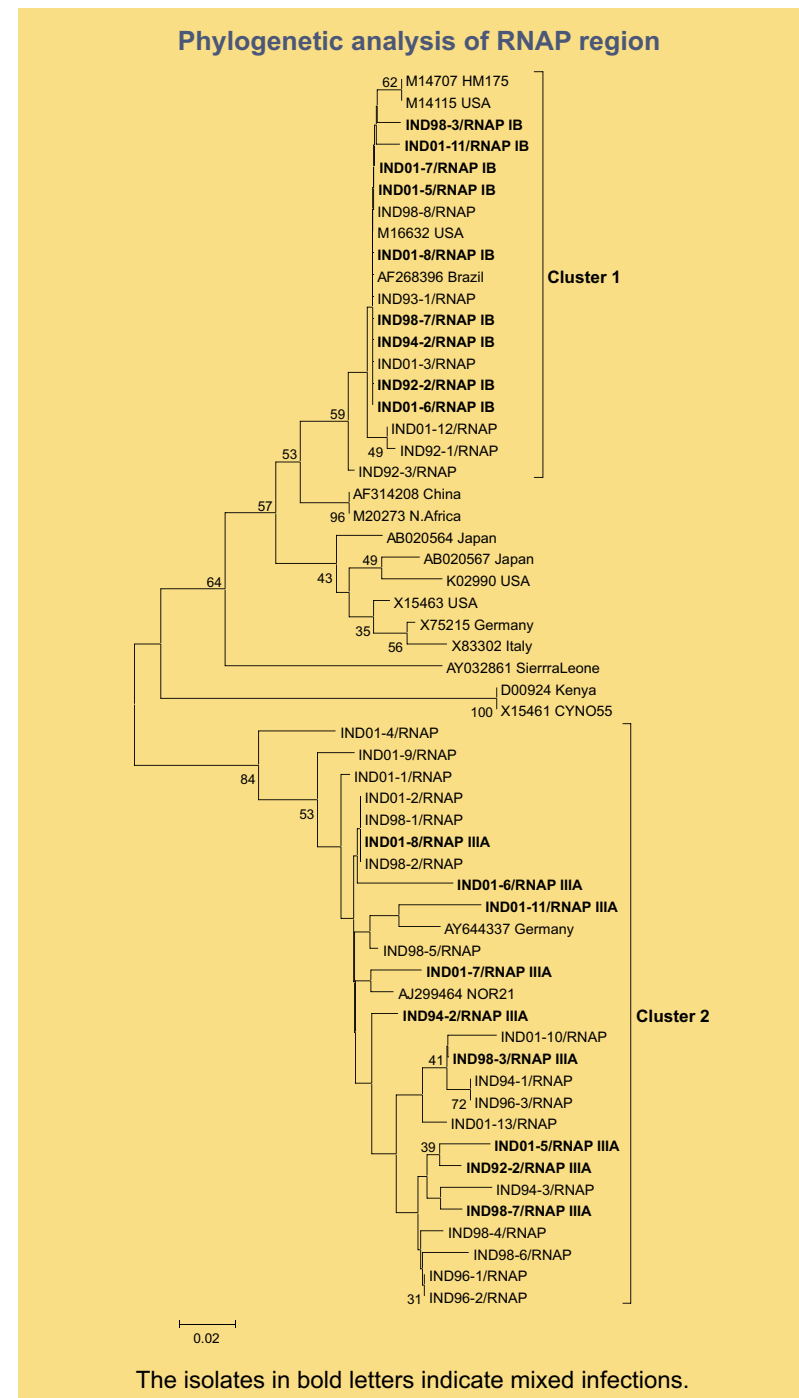 Phylogenetic analysis of RNAP region
62
M14707 HM175
M14115 USA
IND98-3/RNAP IB
IND01-11/RNAP IB
IND01-7/RNAP IB
IND01-5/RNAP IB
IND98-8/RNAP
M16632 USA
IND01-8/RNAP IB
AF268396 Brazil
Cluster 1
IND93-1/RNAP
IND98-7/RNAP IB
IND94-2/RNAP IB
IND01-3/RNAP
IND92-2/RNAP IB
IND01-6/RNAP IB
59
IND01-12/RNAP
49
IND92-1/RNAP
53
IND92-3/RNAP
AF314208 China
57
96
M20273 N.Africa
AB020564 Japan
49
AB020567 Japan
43
K02990 USA
64
X15463 USA
35
X75215 Germany
56
X83302 Italy
AY032861 SierrraLeone
D00924 Kenya
100
X15461 CYNO55
IND01-4/RNAP
IND01-9/RNAP
84
IND01-1/RNAP
IND01-2/RNAP
53
IND98-1/RNAP
IND01-8/RNAP IIIA
IND98-2/RNAP
IND01-6/RNAP IIIA
IND01-11/RNAP IIIA
AY644337 Germany
IND98-5/RNAP
IND01-7/RNAP IIIA
AJ299464 NOR21
IND94-2/RNAP IIIA
Cluster 2
IND01-10/RNAP
41
IND98-3/RNAP IIIA
IND94-1/RNAP
72
IND96-3/RNAP
IND01-13/RNAP
39
IND01-5/RNAP IIIA
IND92-2/RNAP IIIA
IND94-3/RNAP
IND98-7/RNAP IIIA
IND98-4/RNAP
IND98-6/RNAP
IND96-1/RNAP
31
IND96-2/RNAP
0.02
The isolates in bold letters indicate mixed infections.